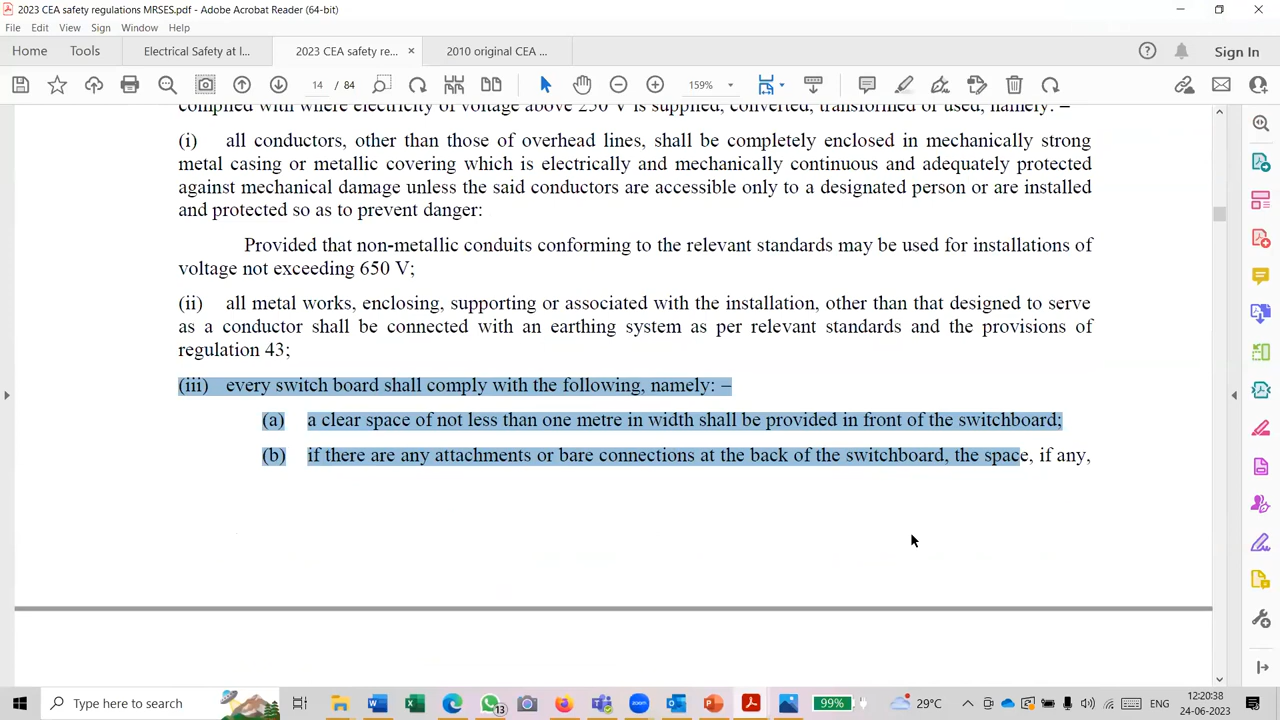 2023 CEA safety regulations MRSES.pdf - Adobe Acrobat Reader (64-bit)
File Edit View Sign Window Help
Home Tools Electrical Safety at I... 2023 CEA safety re... × 2010 original CEA ... Sign In
14 / 84 159%
complied with where electricity of voltage above 250 V is supplied, converted, transformed or used, namely: –
(i) all conductors, other than those of overhead lines, shall be completely enclosed in mechanically strong
metal casing or metallic covering which is electrically and mechanically continuous and adequately protected
against mechanical damage unless the said conductors are accessible only to a designated person or are installed
and protected so as to prevent danger:
Provided that non-metallic conduits conforming to the relevant standards may be used for installations of
voltage not exceeding 650 V;
(ii) all metal works, enclosing, supporting or associated with the installation, other than that designed to serve
as a conductor shall be connected with an earthing system as per relevant standards and the provisions of
regulation 43;
(iii) every switch board shall comply with the following, namely: –
(a) a clear space of not less than one metre in width shall be provided in front of the switchboard;
(b) if there are any attachments or bare connections at the back of the switchboard, the space, if any,
Type here to search 13 99% 29°C ENG 12:20:38
24-06-2023